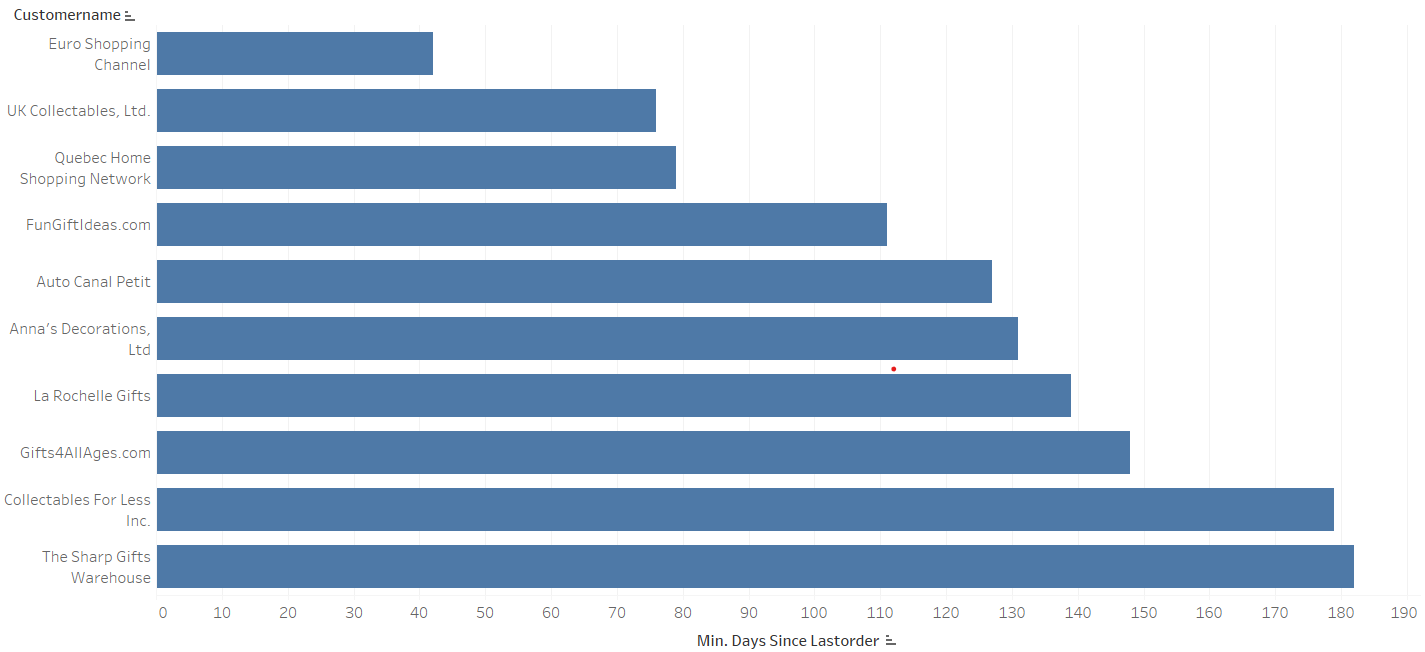 Customername
Euro Shopping
Channel
UK Collectables, Ltd.
Quebec Home
Shopping Network
FunGiftIdeas.com
Auto Canal Petit
Anna's Decorations,
Ltd
La Rochelle Gifts
Gifts4AllAges.com
Collectables For Less
Inc.
The Sharp Gifts
Warehouse
0 10 20 30 40 50 60 70 80 90 100 110 120 130 140 150 160 170 180 190
Min. Days Since Lastorder